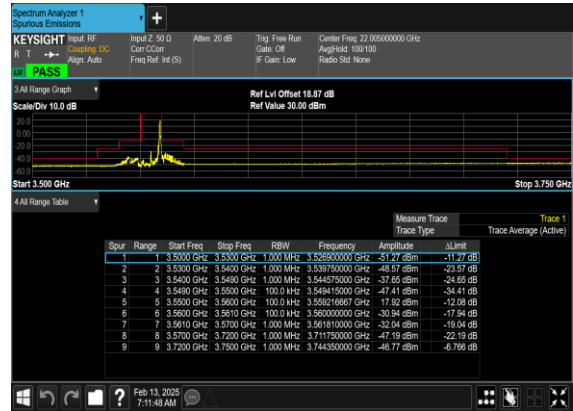 Spectrum Analyzer 1
Spurious Emissions
+
KEYSIGHT Input: RF Input Z: 50 Ω Atten: 20 dB Trig: Free Run Center Freq: 22.005000000 GHz
R T Coupling: DC Corr CCorr Gate: Off Avg|Hold: 100/100
Align: Auto Freq Ref: Int (S) IF Gain: Low Radio Std: None
LW PASS
3 All Range Graph
Ref Lvl Offset 18.87 dB
Scale/Div 10.0 dB Ref Value 30.00 dBm
20.0
0.00
-20.0
-40.0
-60.0
Start 3.500 GHz Stop 3.750 GHz
4 All Range Table
Measure Trace Trace 1
Trace Type Trace Average (Active)
Spur Range Start Freq Stop Freq RBW Frequency Amplitude ΔLimit
1 1 3.5000 GHz 3.5300 GHz 1.000 MHz 3.526900000 GHz -51.27 dBm -11.27 dB
2 2 3.5300 GHz 3.5400 GHz 1.000 MHz 3.539750000 GHz -48.57 dBm -23.57 dB
3 3 3.5400 GHz 3.5490 GHz 1.000 MHz 3.544575000 GHz -37.65 dBm -24.65 dB
4 4 3.5490 GHz 3.5500 GHz 100.0 kHz 3.549415000 GHz -47.41 dBm -34.41 dB
5 5 3.5500 GHz 3.5600 GHz 100.0 kHz 3.559216667 GHz 17.92 dBm -12.08 dB
6 6 3.5600 GHz 3.5610 GHz 100.0 kHz 3.560000000 GHz -30.94 dBm -17.94 dB
7 7 3.5610 GHz 3.5700 GHz 1.000 MHz 3.561810000 GHz -32.04 dBm -19.04 dB
8 8 3.5700 GHz 3.7200 GHz 1.000 MHz 3.711750000 GHz -47.19 dBm -22.19 dB
9 9 3.7200 GHz 3.7500 GHz 1.000 MHz 3.744350000 GHz -46.77 dBm -6.766 dB
? Feb 13, 2025
7:11:48 AM